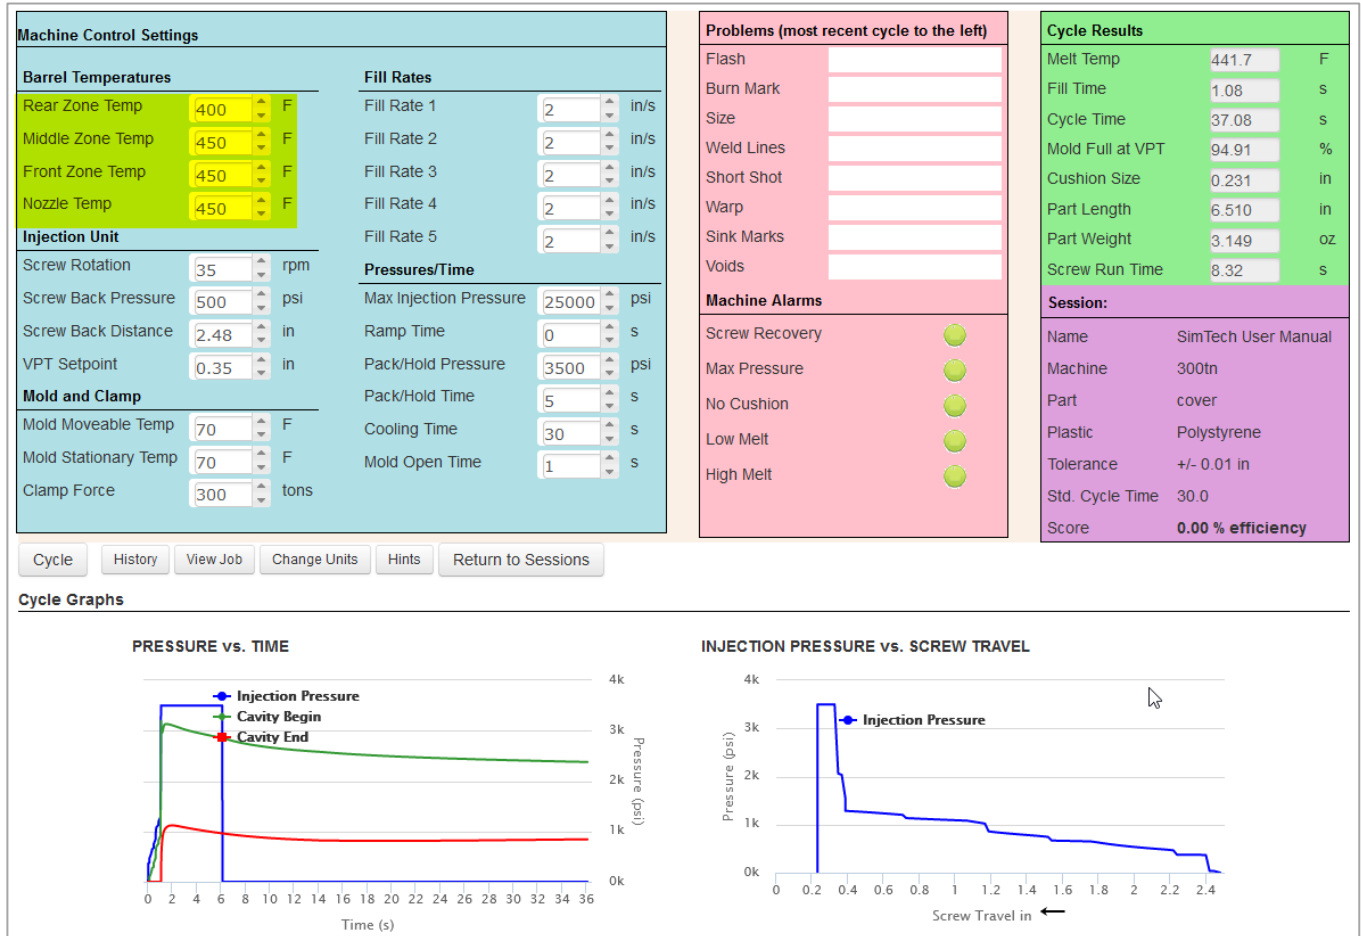 Machine Control Settings
Barrel Temperatures
Rear Zone Temp 400 F
Middle Zone Temp 450 F
Front Zone Temp 450 F
Nozzle Temp 450 F
Injection Unit
Screw Rotation 35 rpm
Screw Back Pressure 500 psi
Screw Back Distance 2.48 in
VPT Setpoint 0.35 in
Mold and Clamp
Mold Moveable Temp 70 F
Mold Stationary Temp 70 F
Clamp Force 300 tons
Fill Rates
Fill Rate 1 2 in/s
Fill Rate 2 2 in/s
Fill Rate 3 2 in/s
Fill Rate 4 2 in/s
Fill Rate 5 2 in/s
Pressures/Time
Max Injection Pressure 25000 psi
Ramp Time 0 s
Pack/Hold Pressure 3500 psi
Pack/Hold Time 5 s
Cooling Time 30 s
Mold Open Time 1 s
Problems (most recent cycle to the left)
Flash
Burn Mark
Size
Weld Lines
Short Shot
Warp
Sink Marks
Voids
Machine Alarms
Screw Recovery
Max Pressure
No Cushion
Low Melt
High Melt
Cycle Results
Melt Temp 441.7 F
Fill Time 1.08 s
Cycle Time 37.08 s
Mold Full at VPT 94.91 %
Cushion Size 0.231 in
Part Length 6.510 in
Part Weight 3.149 oz
Screw Run Time 8.32 s
Session:
Name SimTech User Manual
Machine 300tn
Part cover
Plastic Polystyrene
Tolerance +/- 0.01 in
Std. Cycle Time 30.0
Score 0.00 % efficiency
Cycle History View Job Change Units Hints Return to Sessions
Cycle Graphs
PRESSURE vs. TIME
Injection Pressure
Cavity Begin
Cavity End
4k
3k
2k
1k
0k
Pressure (psi)
0 2 4 6 8 10 12 14 16 18 20 22 24 26 28 30 32 34 36
Time (s)
INJECTION PRESSURE vs. SCREW TRAVEL
Injection Pressure
4k
3k
2k
1k
0k
Pressure (psi)
0 0.2 0.4 0.6 0.8 1 1.2 1.4 1.6 1.8 2 2.2 2.4
Screw Travel in